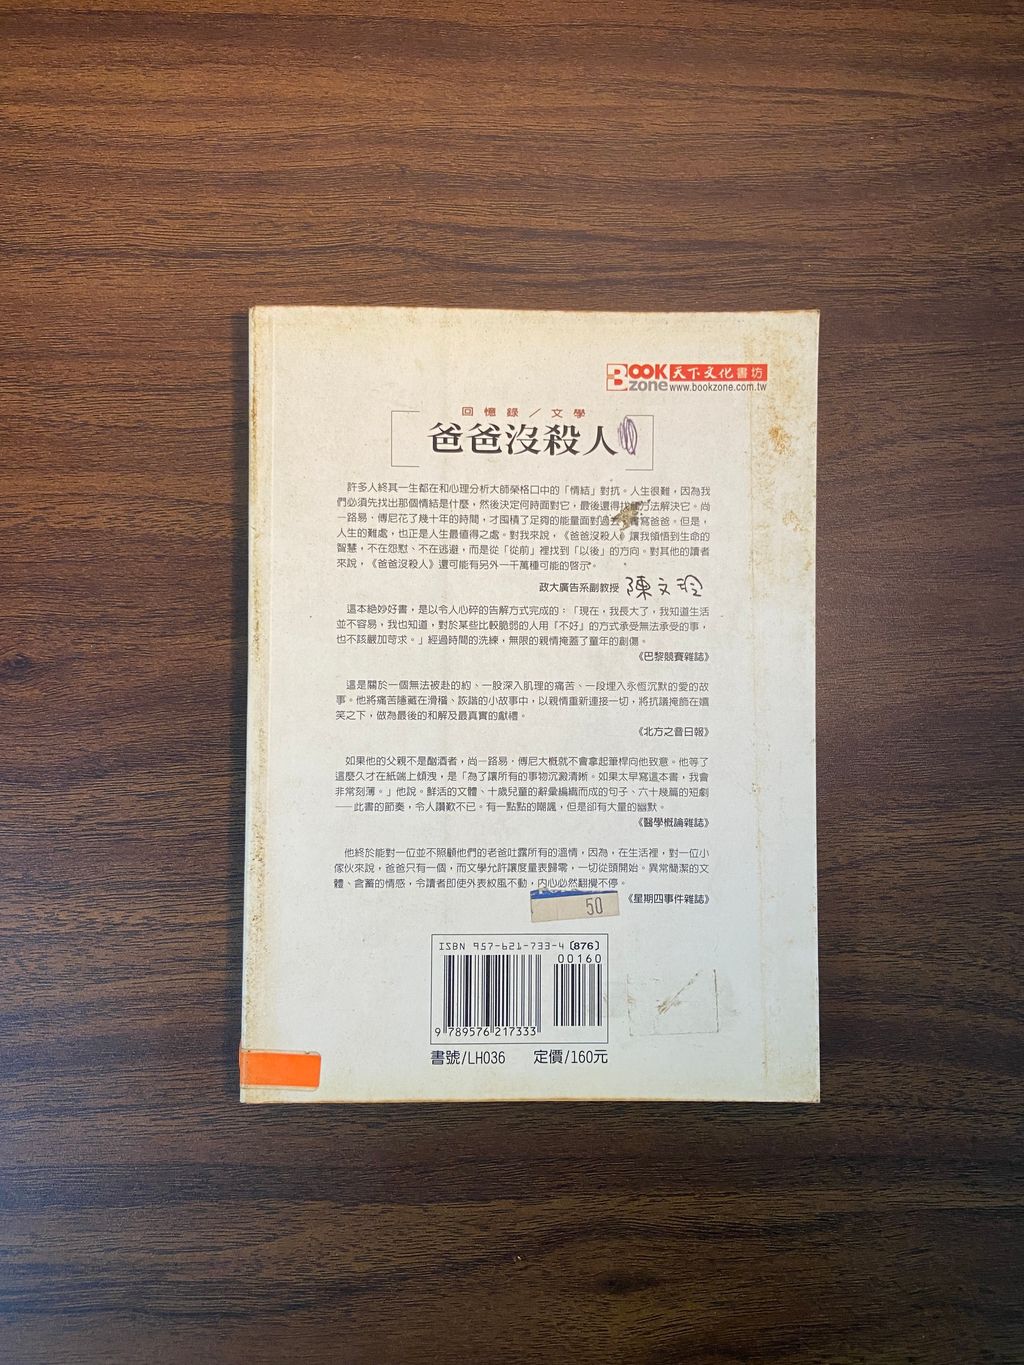 BOOK zone 天下文化書坊
www.bookzone.com.tw
回憶錄／文學
爸爸沒殺人
許多人終其一生都在和心理分析大師榮格口中的「情結」對抗。人生很難，因為我
們必須先找出那個情結是什麼，然後決定何時面對它，最後還得找方法解決它。尚
—路易．傅尼花了幾十年的時間，才囤積了足夠的能量面對過去，書寫爸爸。但是，
人生的難處，也正是人生最值得之處。對我來說，《爸爸沒殺人》讓我領悟到生命的
智慧，不在怨懟、不在逃避，而是從「從前」裡找到「以後」的方向。對其他的讀者
來說，《爸爸沒殺人》還可能有另外一千萬種可能的啓示。
政大廣告系副教授 陳文玲
這本絕妙好書，是以令人心碎的告解方式完成的：「現在，我長大了，我知道生活
並不容易，我也知道，對於某些比較脆弱的人用「不好」的方式承受無法承受的事，
也不該嚴加苛求。」經過時間的洗練，無限的親情掩蓋了童年的創傷。
《巴黎競賽雜誌》
這是關於一個無法被赴的約、一股深入肌理的痛苦、一段埋入永恆沉默的愛的故
事。他將痛苦隱藏在滑稽、詼諧的小故事中，以親情重新連接一切，將抗議掩飾在嬉
笑之下，做為最後的和解及最真實的獻禮。
《北方之音日報》
如果他的父親不是酗酒者，尚—路易．傅尼大概就不會拿起筆桿向他致意。他等了
這麼久才在紙端上傾洩，是「為了讓所有的事物沉澱清晰。如果太早寫這本書，我會
非常刻薄。」他說。鮮活的文體、十歲兒童的辭彙編織而成的句子、六十幾篇的短劇
——此書的節奏，令人讚歎不已。有一點點的嘲諷，但是卻有大量的幽默。
《醫學概論雜誌》
他終於能對一位並不照顧他們的老爸吐露所有的溫情，因為，在生活裡，對一位小
傢伙來說，爸爸只有一個，而文學允許讓度量表歸零，一切從頭開始。異常簡潔的文
體、含蓄的情感，令讀者即使外表紋風不動，內心必然翻攪不停。
《星期四事件雜誌》
50
ISBN 957-621-733-4 (876)
00160
9 789576 217333
書號/LH036 定價/160元